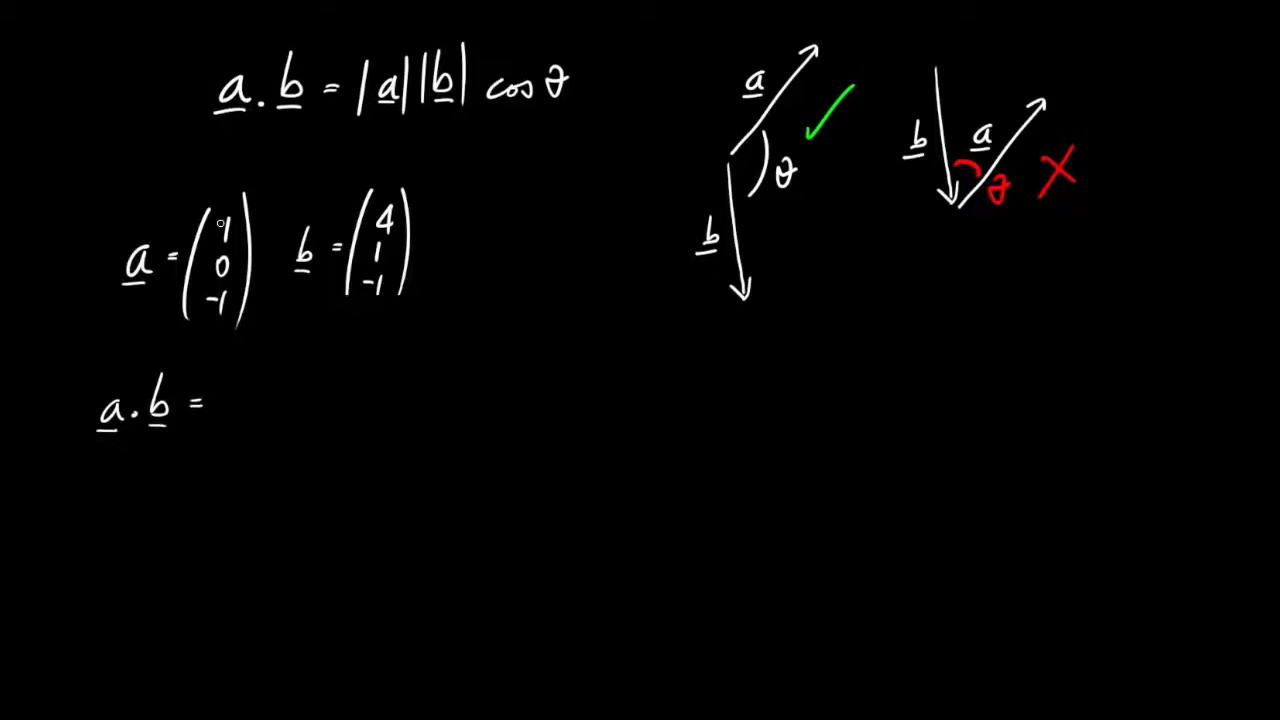 a . b = |a||b| cos θ
a
θ
b
b
a
θ
a = (1 0 -1) b = (4 1 -1)
a . b =